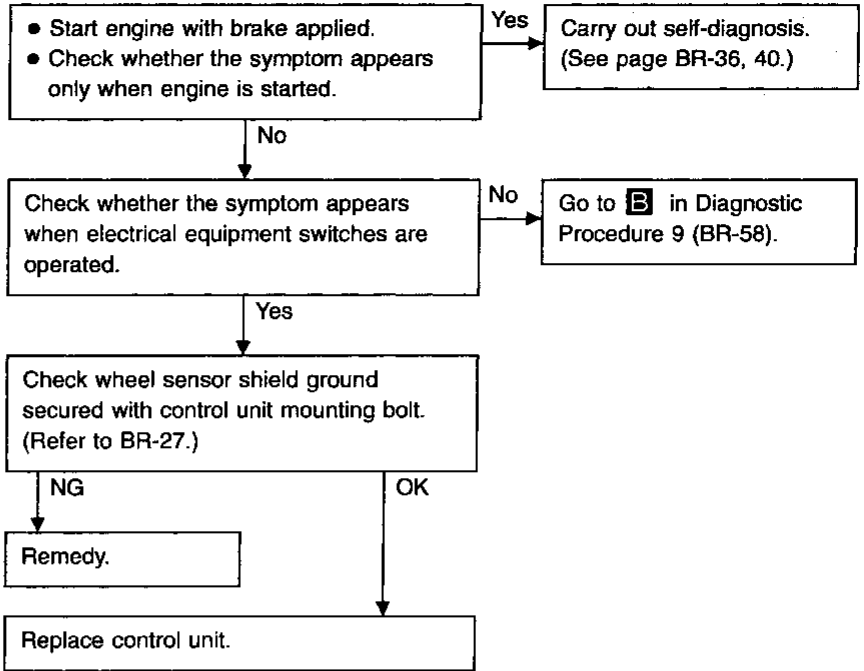 ● Start engine with brake applied.
● Check whether the symptom appears
only when engine is started.
Yes
Carry out self-diagnosis.
(See page BR-36, 40.)
No
Check whether the symptom appears
when electrical equipment switches are
operated.
No
Go to B in Diagnostic
Procedure 9 (BR-58).
Yes
Check wheel sensor shield ground
secured with control unit mounting bolt.
(Refer to BR-27.)
NG
OK
Remedy.
Replace control unit.